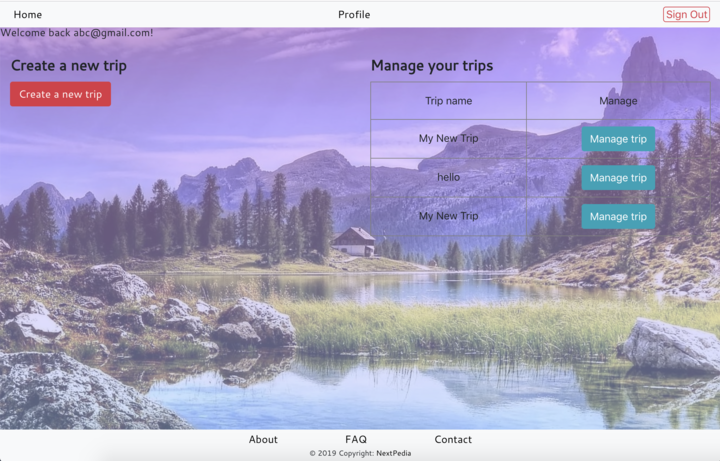 Home Profile Sign Out
Welcome back abc@gmail.com!
Create a new trip
Create a new trip
Manage your trips
Trip name Manage
My New Trip Manage trip
hello Manage trip
My New Trip Manage trip
About FAQ Contact
© 2019 Copyright: NextPedia